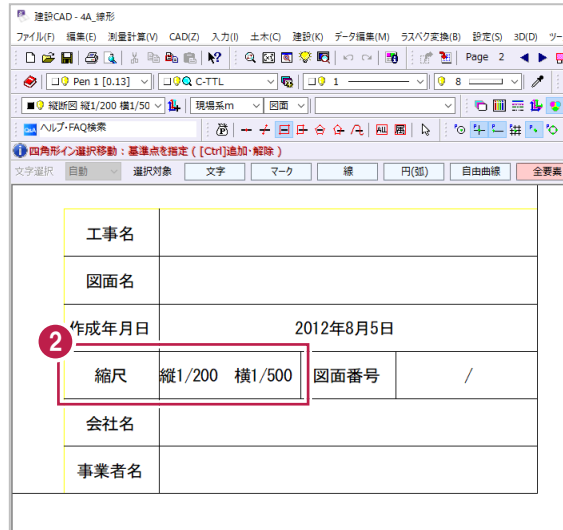 建設CAD - 4A_線形
ファイル(F) 編集(E) 測量計算(V) CAD(Z) 入力(I) 土木(C) 建設(K) データ編集(M) ラスベク変換(B) 設定(S) 3D(D) ツー
Page 2
Pen 1 [0.13] C-TTL 1 8
縦断図 縦1/200 横1/50 現場系m 図面
Q&A ヘルプ・FAQ検索
四角形イン選択移動：基準点を指定 ( [Ctrl]追加・解除 )
文字選択 自動 選択対象 文字 マーク 線 円(弧) 自由曲線 全要素
工事名
図面名
作成年月日 2012年8月5日
2
縮尺 縦1/200 横1/500 図面番号 /
会社名
事業者名